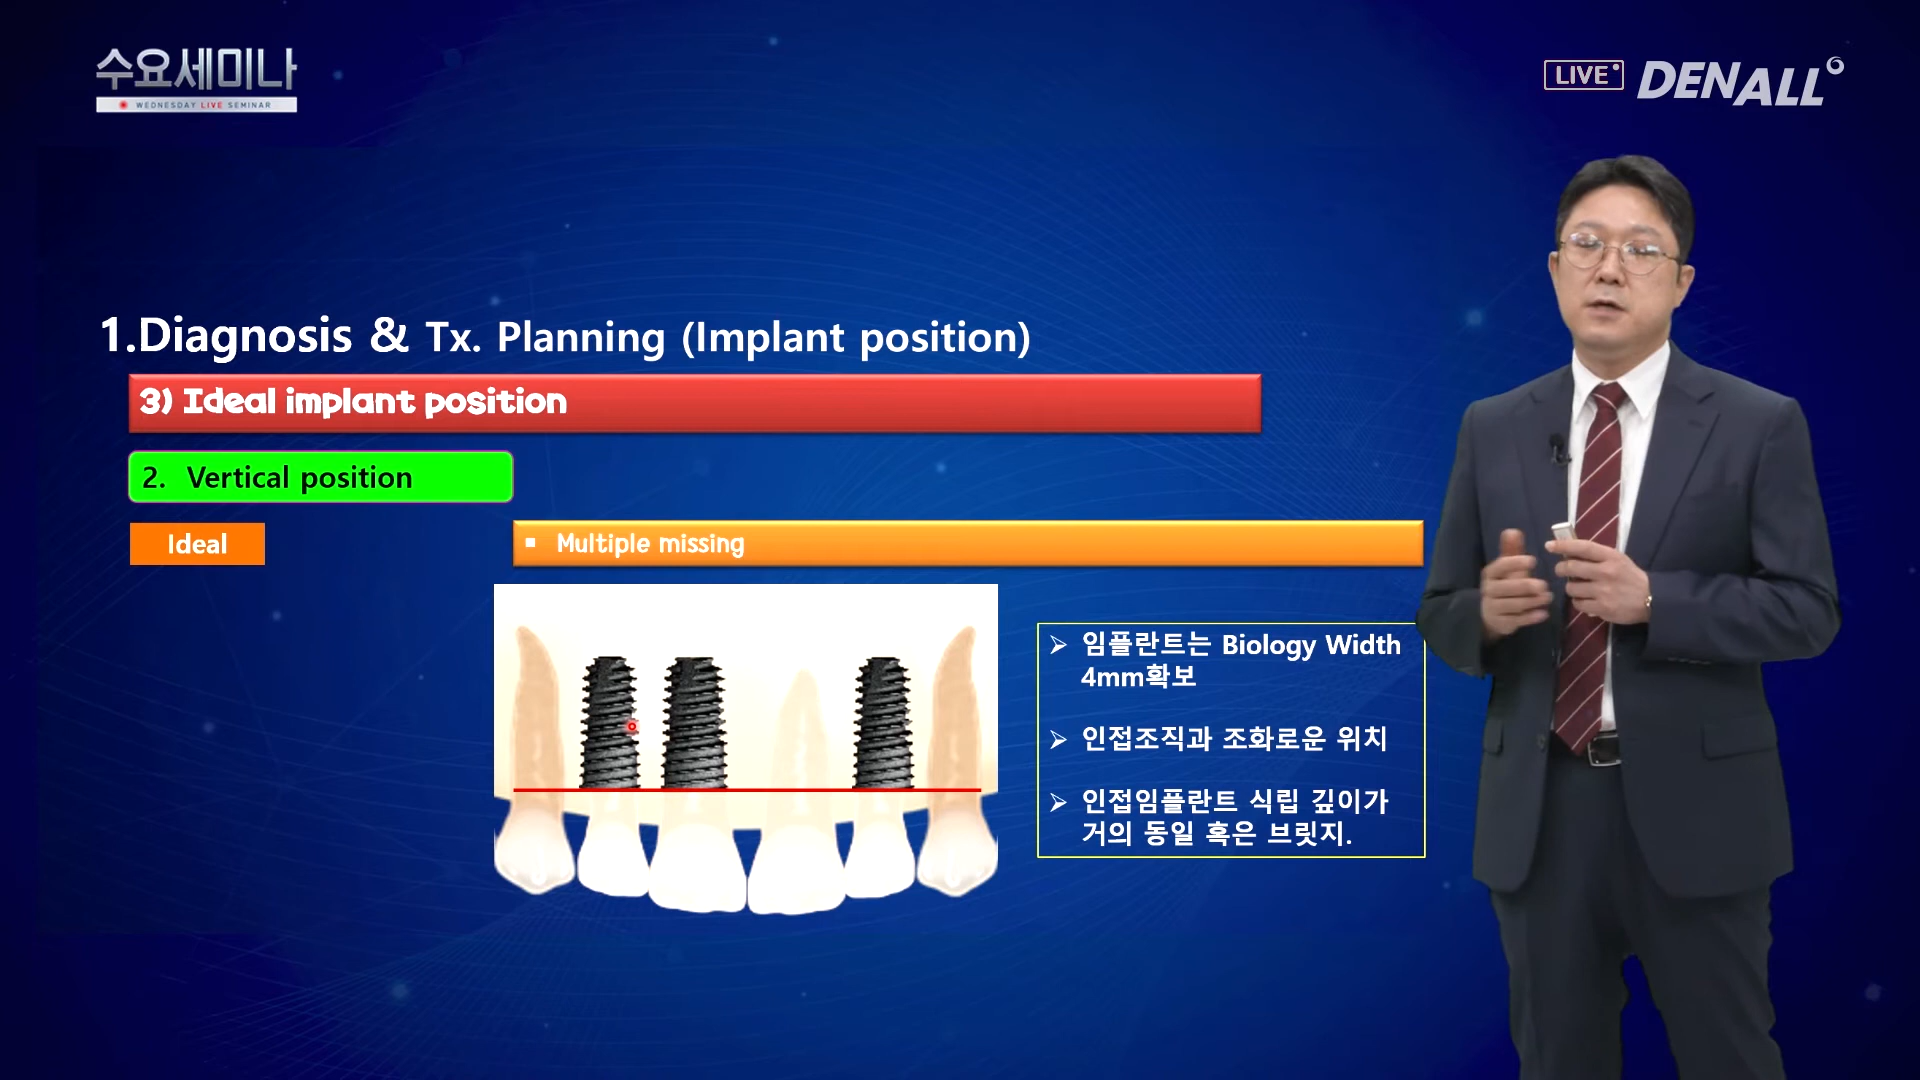 수요세미나
WEDNESDAY LIVE SEMINAR
LIVE
DENALL
1.Diagnosis & Tx. Planning (Implant position)
3) Ideal implant position
2. Vertical position
Ideal
▪ Multiple missing
➢ 임플란트는 Biology Width
4mm확보
➢ 인접조직과 조화로운 위치
➢ 인접임플란트 식립 깊이가
거의 동일 혹은 브릿지.